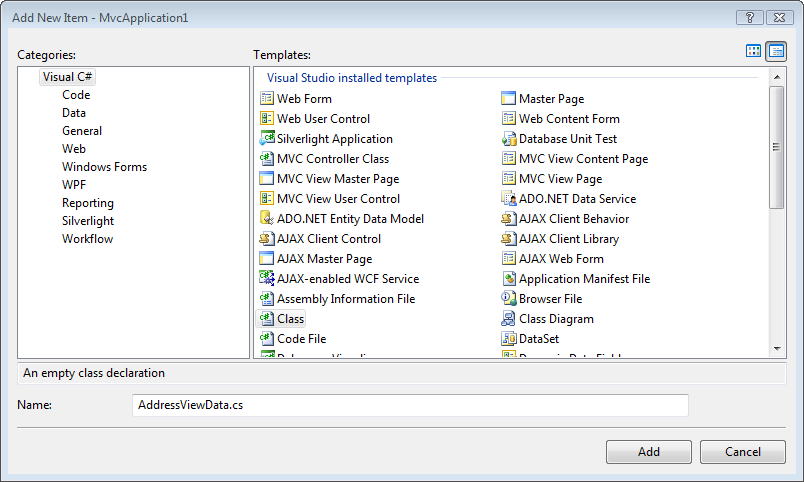 Add New Item - MvcApplication1
Categories:
Templates:
Visual C#
Code
Data
General
Web
Windows Forms
WPF
Reporting
Silverlight
Workflow
Visual Studio installed templates
Web Form
Master Page
Web User Control
Web Content Form
Silverlight Application
Database Unit Test
MVC Controller Class
MVC View Content Page
MVC View Master Page
MVC View Page
MVC View User Control
ADO.NET Data Service
ADO.NET Entity Data Model
AJAX Client Behavior
AJAX Client Control
AJAX Client Library
AJAX Master Page
AJAX Web Form
AJAX-enabled WCF Service
Application Manifest File
Assembly Information File
Browser File
Class
Class Diagram
Code File
DataSet
An empty class declaration
Name:
AddressViewData.cs
Add
Cancel